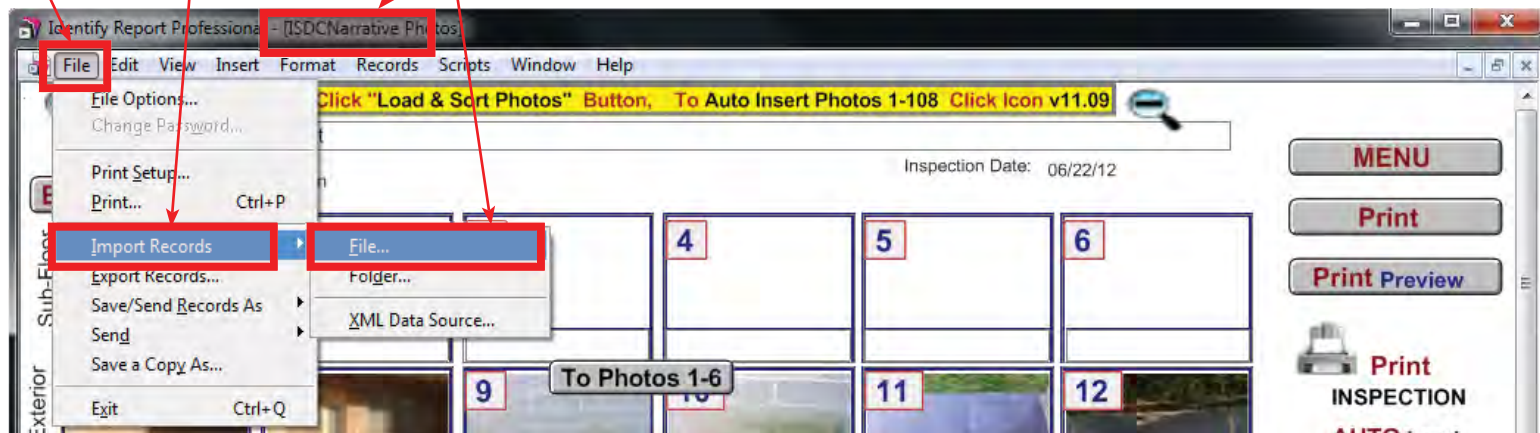 Identify Report Professional - [ISDCNarrative Photos]
File Edit View Insert Format Records Scripts Window Help
Click "Load & Sort Photos" Button, To Auto Insert Photos 1-108 Click Icon v11.09
File Options...
Change Password...
Inspection Date: 06/22/12
Print Setup...
Print... Ctrl+P
Import Records
Export Records...
Save/Send Records As
Send
Save a Copy As...
Exit Ctrl+Q
File...
Folder...
XML Data Source...
4
5
6
To Photos 1-6
9
10
11
12
Sub-Floor
Exterior
MENU
Print
Print Preview
Print
INSPECTION